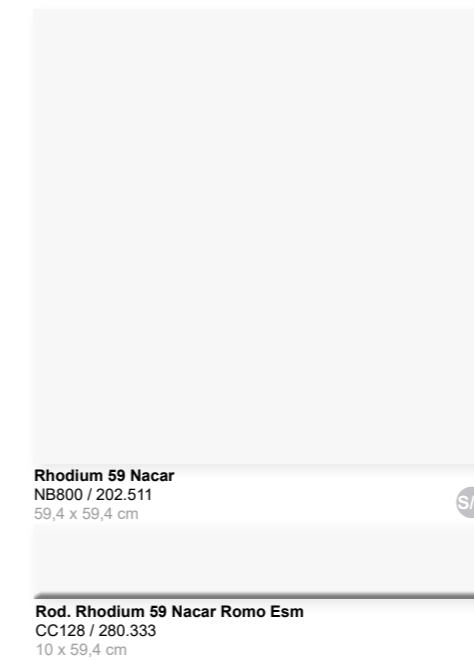 Rhodium 59 Nacar
NB800 / 202.511
59,4 x 59,4 cm
S/
Rod. Rhodium 59 Nacar Romo Esm
CC128 / 280.333
10 x 59,4 cm